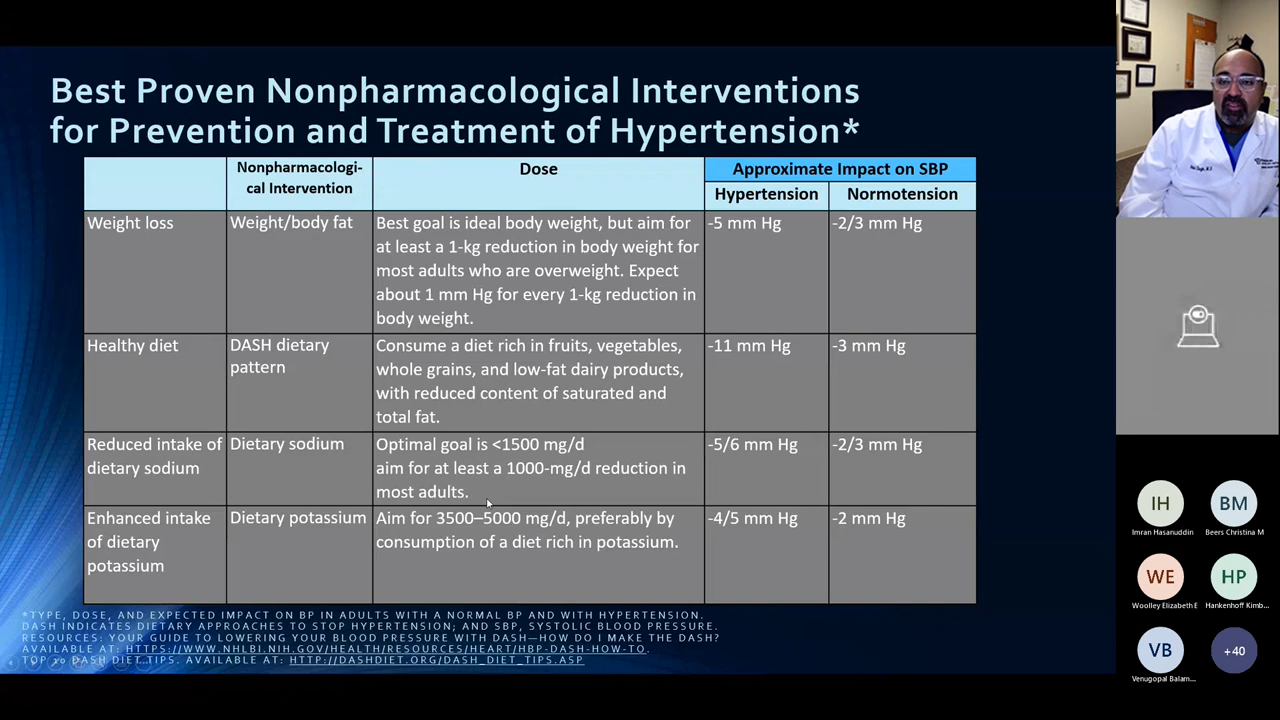 Best Proven Nonpharmacological Interventions
for Prevention and Treatment of Hypertension*
Nonpharmacologi-
cal Intervention
Dose
Approximate Impact on SBP
Hypertension
Normotension
Weight loss
Weight/body fat
Best goal is ideal body weight, but aim for
at least a 1-kg reduction in body weight for
most adults who are overweight. Expect
about 1 mm Hg for every 1-kg reduction in
body weight.
-5 mm Hg
-2/3 mm Hg
Healthy diet
DASH dietary
pattern
Consume a diet rich in fruits, vegetables,
whole grains, and low-fat dairy products,
with reduced content of saturated and
total fat.
-11 mm Hg
-3 mm Hg
Reduced intake of
dietary sodium
Dietary sodium
Optimal goal is <1500 mg/d
aim for at least a 1000-mg/d reduction in
most adults.
-5/6 mm Hg
-2/3 mm Hg
Enhanced intake
of dietary
potassium
Dietary potassium
Aim for 3500–5000 mg/d, preferably by
consumption of a diet rich in potassium.
-4/5 mm Hg
-2 mm Hg
*TYPE, DOSE, AND EXPECTED IMPACT ON BP IN ADULTS WITH A NORMAL BP AND WITH HYPERTENSION.
DASH INDICATES DIETARY APPROACHES TO STOP HYPERTENSION; AND SBP, SYSTOLIC BLOOD PRESSURE.
RESOURCES: YOUR GUIDE TO LOWERING YOUR BLOOD PRESSURE WITH DASH—HOW DO I MAKE THE DASH?
AVAILABLE AT: HTTPS://WWW.NHLBI.NIH.GOV/HEALTH/RESOURCES/HEART/HBP-DASH-HOW-TO.
TOP 10 DASH DIET TIPS. AVAILABLE AT: HTTP://DASHDIET.ORG/DASH_DIET_TIPS.ASP
IH
BM
Imran Hasanuddin
Beers Christina M
WE
HP
Woolley Elizabeth E
Hankenhoff Kimb...
VB
+40
Venugopal Balam...